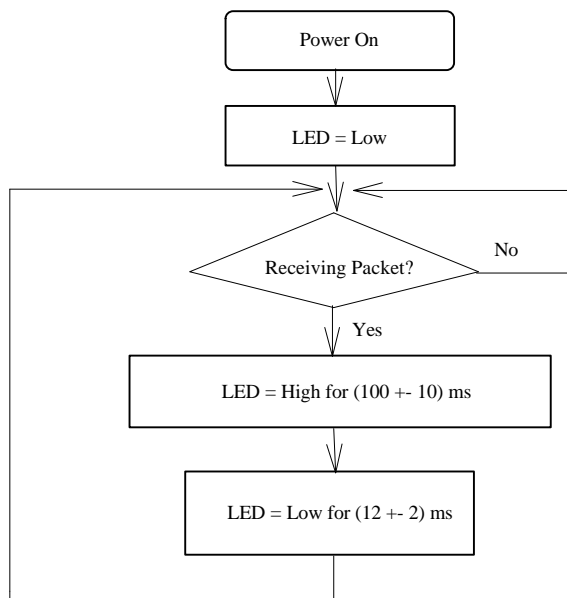 Power On
LED = Low
Receiving Packet?
No
Yes
LED = High for (100 +- 10) ms
LED = Low for (12 +- 2) ms